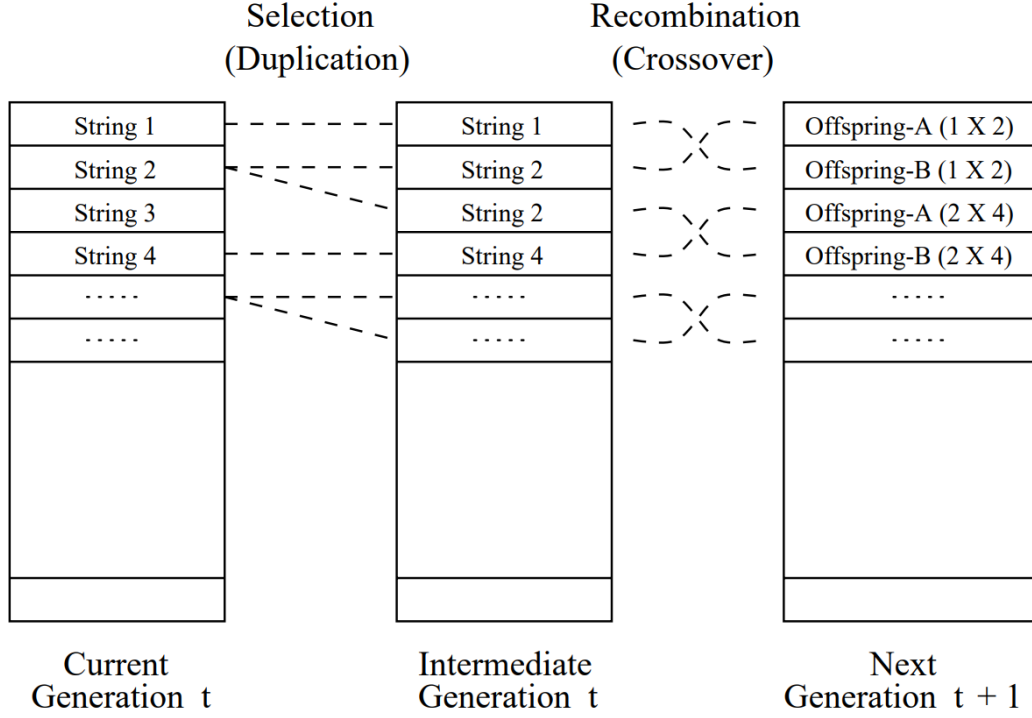 Selection
(Duplication)
Recombination
(Crossover)
String 1
String 2
String 3
String 4
.....
.....
String 1
String 2
String 2
String 4
.....
.....
Offspring-A (1 X 2)
Offspring-B (1 X 2)
Offspring-A (2 X 4)
Offspring-B (2 X 4)
.....
.....
Current
Generation t
Intermediate
Generation t
Next
Generation t + 1